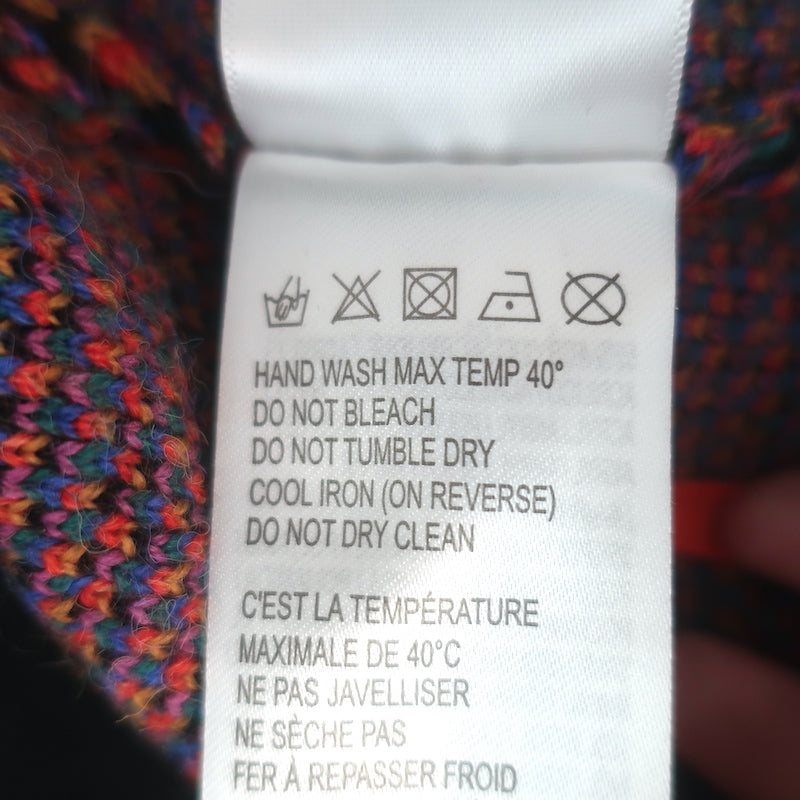 HAND WASH MAX TEMP 40°
DO NOT BLEACH
DO NOT TUMBLE DRY
COOL IRON (ON REVERSE)
DO NOT DRY CLEAN
C'EST LA TEMPÉRATURE
MAXIMALE DE 40°C
NE PAS JAVELLISER
NE SÈCHE PAS
FER À REPASSER FROID